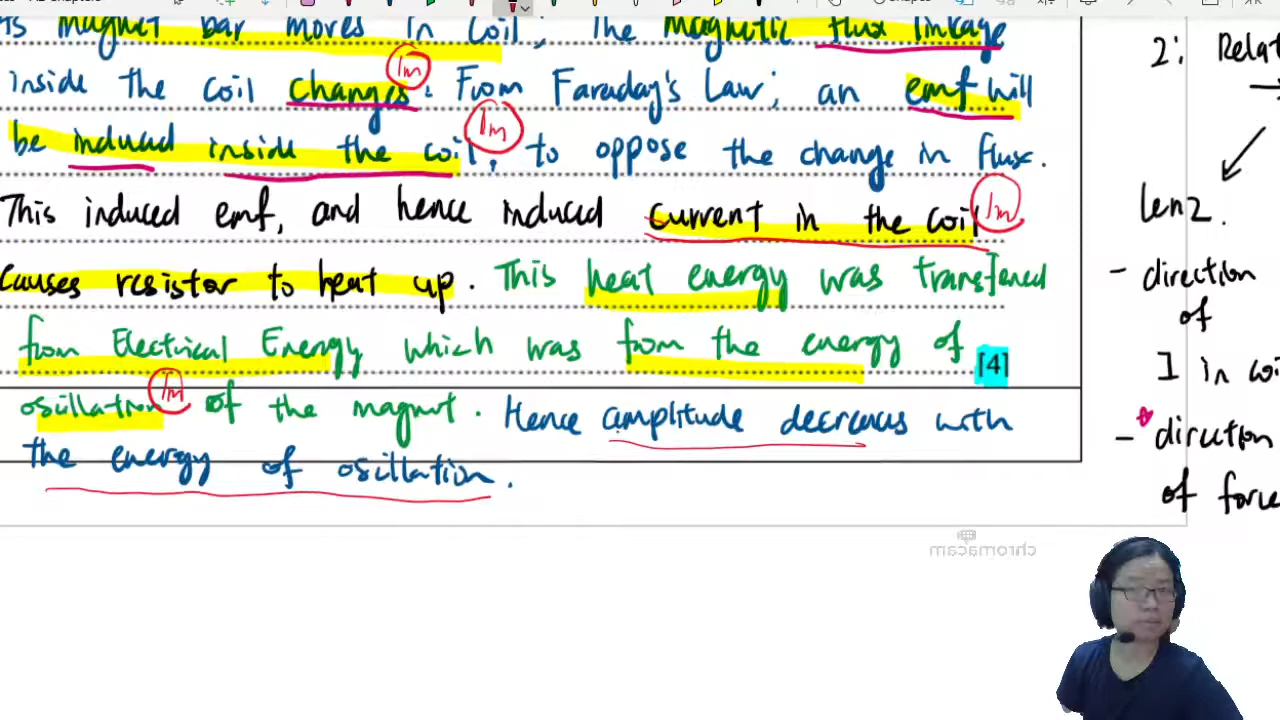 As magnet bar moves in coil, The magnetic flux linkage
inside the coil changes. From Faraday's Law, an emf will
1m
be induced inside the coil, to oppose the change in flux.
1m
This induced emf, and hence induced current in the coil
1m
causes resistor to heat up. This heat energy was transfered
from Electrical Energy which was from the energy of
[4]
osillation of the magnet. Hence amplitude decreases with
1m
the energy of osillation.
2: Relat
→
lenz.
- direction
of
I in coi
- direction
of force
chromacam